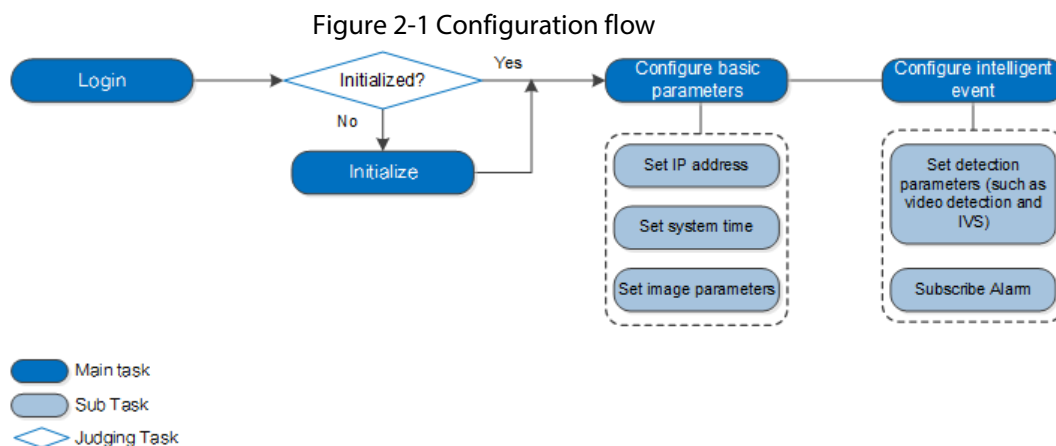 Figure 2-1 Configuration flow
Login
Initialized?
Yes
No
Initialize
Configure basic
parameters
Set IP address
Set system time
Set image parameters
Configure intelligent
event
Set detection
parameters (such as
video detection and
IVS)
Subscribe Alarm
Main task
Sub Task
Judging Task